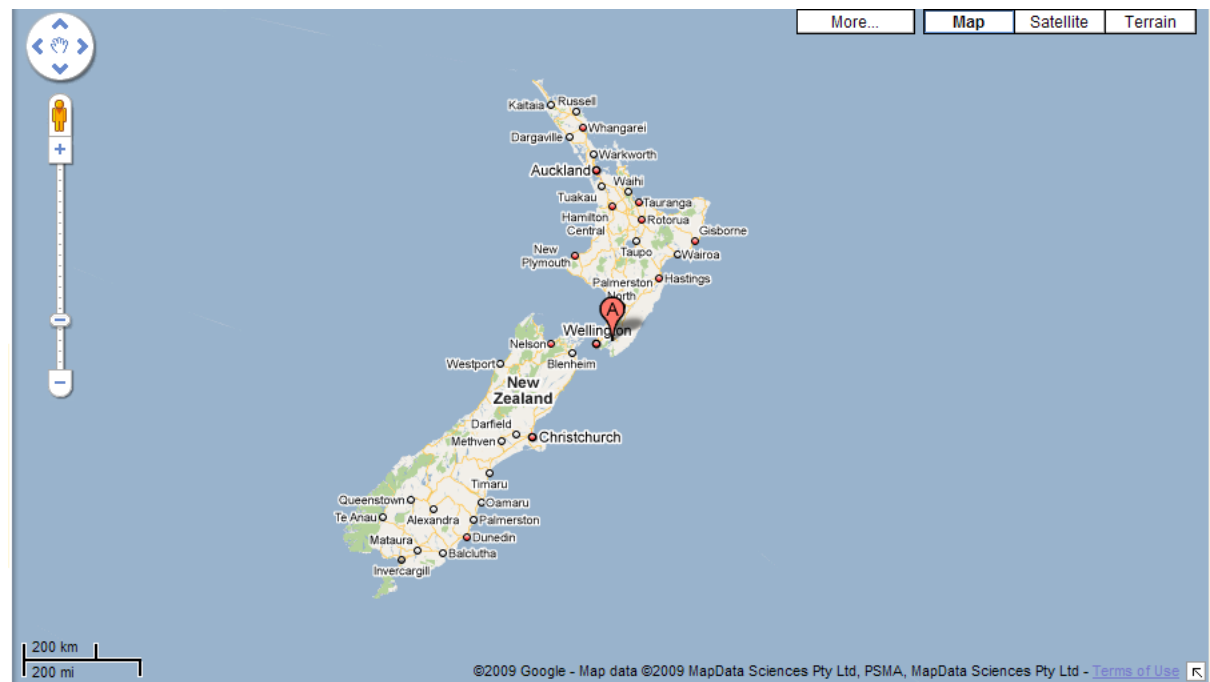 More...
Map
Satellite
Terrain
Kaitaia
Russell
Whangarei
Dargaville
Warkworth
Auckland
Waihi
Tuakau
Tauranga
Hamilton
Central
Rotorua
Gisborne
New
Plymouth
Taupo
Wairoa
Palmerston
North
Hastings
A
Wellington
Nelson
Westport
Blenheim
New
Zealand
Darfield
Methven
Christchurch
Timaru
Queenstown
Oamaru
Te Anau
Alexandra
Palmerston
Mataura
Dunedin
Balclutha
Invercargill
200 km
200 mi
©2009 Google - Map data ©2009 MapData Sciences Pty Ltd, PSMA, MapData Sciences Pty Ltd - Terms of Use